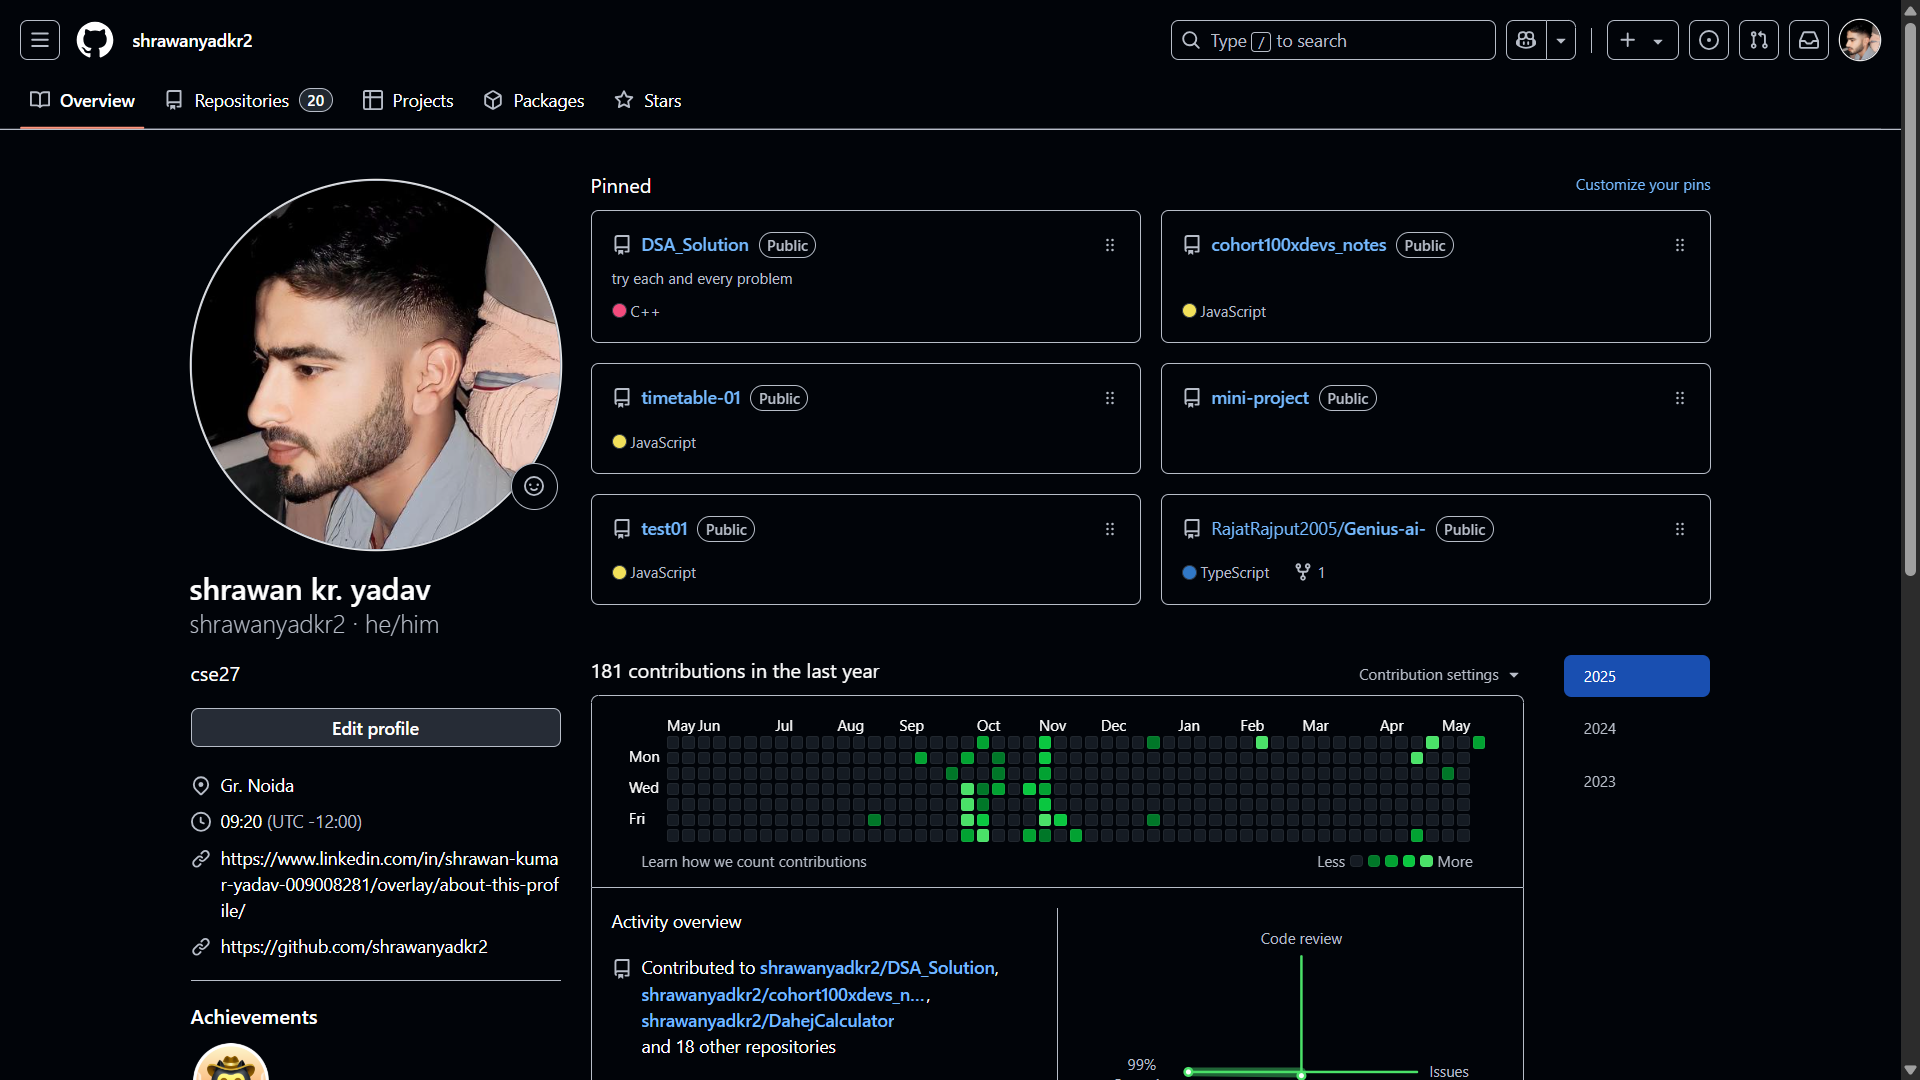 shrawanyadkr2
Type / to search
Overview
Repositories 20
Projects
Packages
Stars
shrawan kr. yadav
shrawanyadkr2 · he/him
cse27
Edit profile
Gr. Noida
09:20 (UTC -12:00)
https://www.linkedin.com/in/shrawan-kuma
r-yadav-009008281/overlay/about-this-prof
ile/
https://github.com/shrawanyadkr2
Achievements
Pinned
Customize your pins
DSA_Solution Public
try each and every problem
C++
cohort100xdevs_notes Public
JavaScript
timetable-01 Public
JavaScript
mini-project Public
test01 Public
JavaScript
RajatRajput2005/Genius-ai- Public
TypeScript 1
181 contributions in the last year
Contribution settings
2025
2024
2023
May Jun Jul Aug Sep Oct Nov Dec Jan Feb Mar Apr May
Mon
Wed
Fri
Learn how we count contributions
Less More
Activity overview
Contributed to shrawanyadkr2/DSA_Solution,
shrawanyadkr2/cohort100xdevs_n...,
shrawanyadkr2/DahejCalculator
and 18 other repositories
Code review
99%
Issues